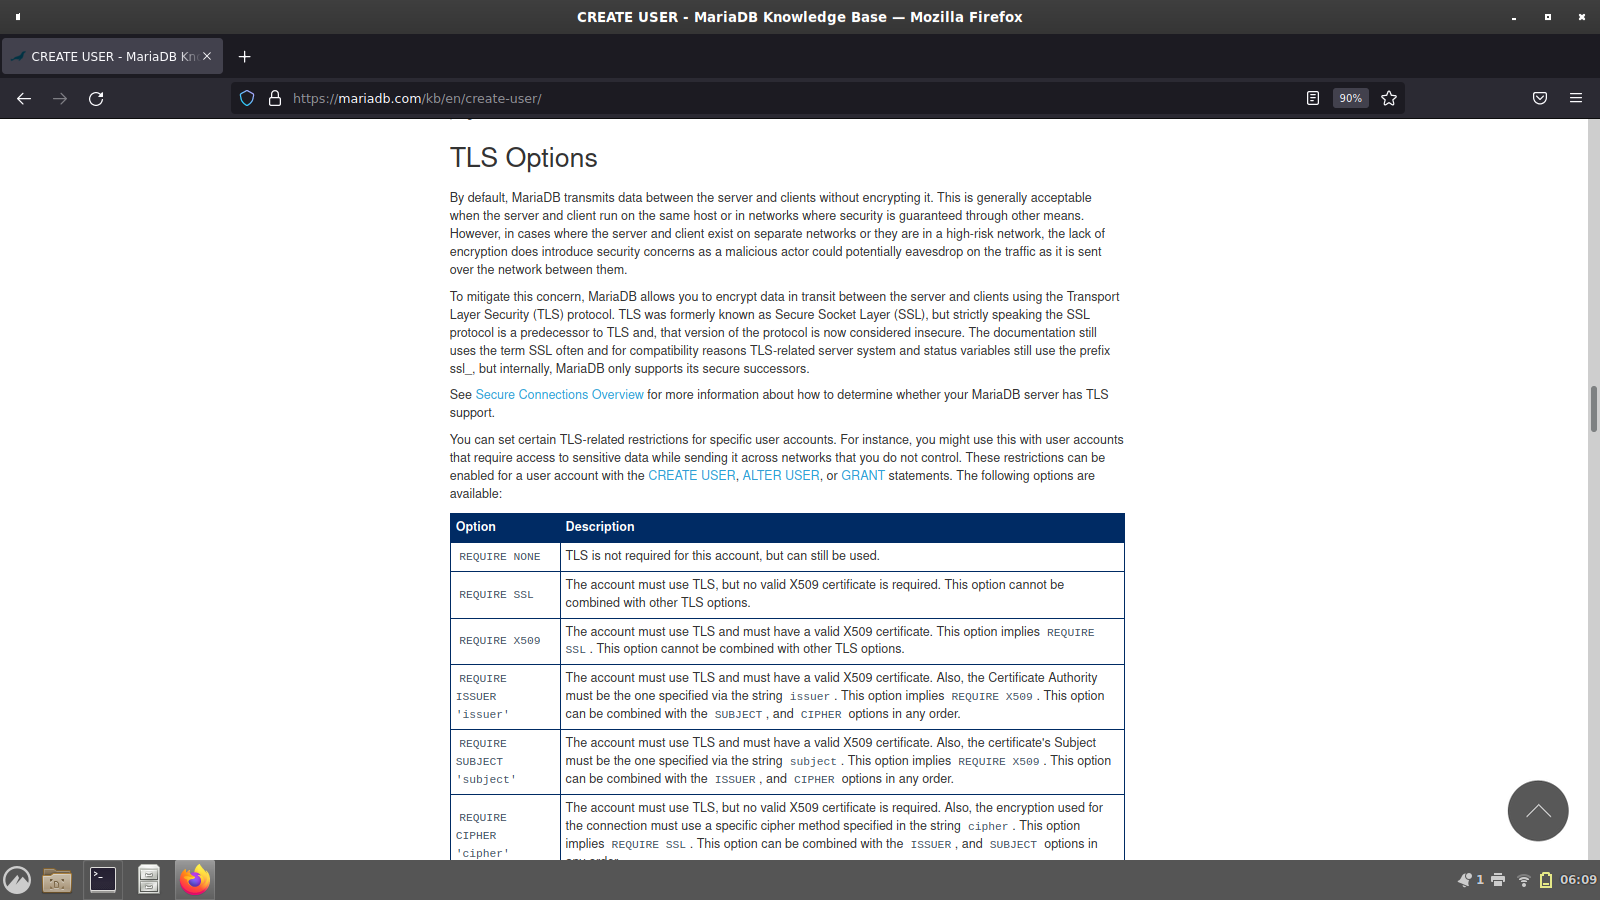 CREATE USER - MariaDB Knowledge Base — Mozilla Firefox
CREATE USER - MariaDB Kn
https://mariadb.com/kb/en/create-user/
90%
TLS Options
By default, MariaDB transmits data between the server and clients without encrypting it. This is generally acceptable
when the server and client run on the same host or in networks where security is guaranteed through other means.
However, in cases where the server and client exist on separate networks or they are in a high-risk network, the lack of
encryption does introduce security concerns as a malicious actor could potentially eavesdrop on the traffic as it is sent
over the network between them.
To mitigate this concern, MariaDB allows you to encrypt data in transit between the server and clients using the Transport
Layer Security (TLS) protocol. TLS was formerly known as Secure Socket Layer (SSL), but strictly speaking the SSL
protocol is a predecessor to TLS and, that version of the protocol is now considered insecure. The documentation still
uses the term SSL often and for compatibility reasons TLS-related server system and status variables still use the prefix
ssl_, but internally, MariaDB only supports its secure successors.
See Secure Connections Overview for more information about how to determine whether your MariaDB server has TLS
support.
You can set certain TLS-related restrictions for specific user accounts. For instance, you might use this with user accounts
that require access to sensitive data while sending it across networks that you do not control. These restrictions can be
enabled for a user account with the CREATE USER, ALTER USER, or GRANT statements. The following options are
available:
Option Description
REQUIRE NONE TLS is not required for this account, but can still be used.
REQUIRE SSL The account must use TLS, but no valid X509 certificate is required. This option cannot be
combined with other TLS options.
REQUIRE X509 The account must use TLS and must have a valid X509 certificate. This option implies REQUIRE
SSL . This option cannot be combined with other TLS options.
REQUIRE
ISSUER
'issuer'
The account must use TLS and must have a valid X509 certificate. Also, the Certificate Authority
must be the one specified via the string issuer . This option implies REQUIRE X509 . This option
can be combined with the SUBJECT , and CIPHER options in any order.
REQUIRE
SUBJECT
'subject'
The account must use TLS and must have a valid X509 certificate. Also, the certificate's Subject
must be the one specified via the string subject . This option implies REQUIRE X509 . This option
can be combined with the ISSUER , and CIPHER options in any order.
REQUIRE
CIPHER
'cipher'
The account must use TLS, but no valid X509 certificate is required. Also, the encryption used for
the connection must use a specific cipher method specified in the string cipher . This option
implies REQUIRE SSL . This option can be combined with the ISSUER , and SUBJECT options in
1
06:09